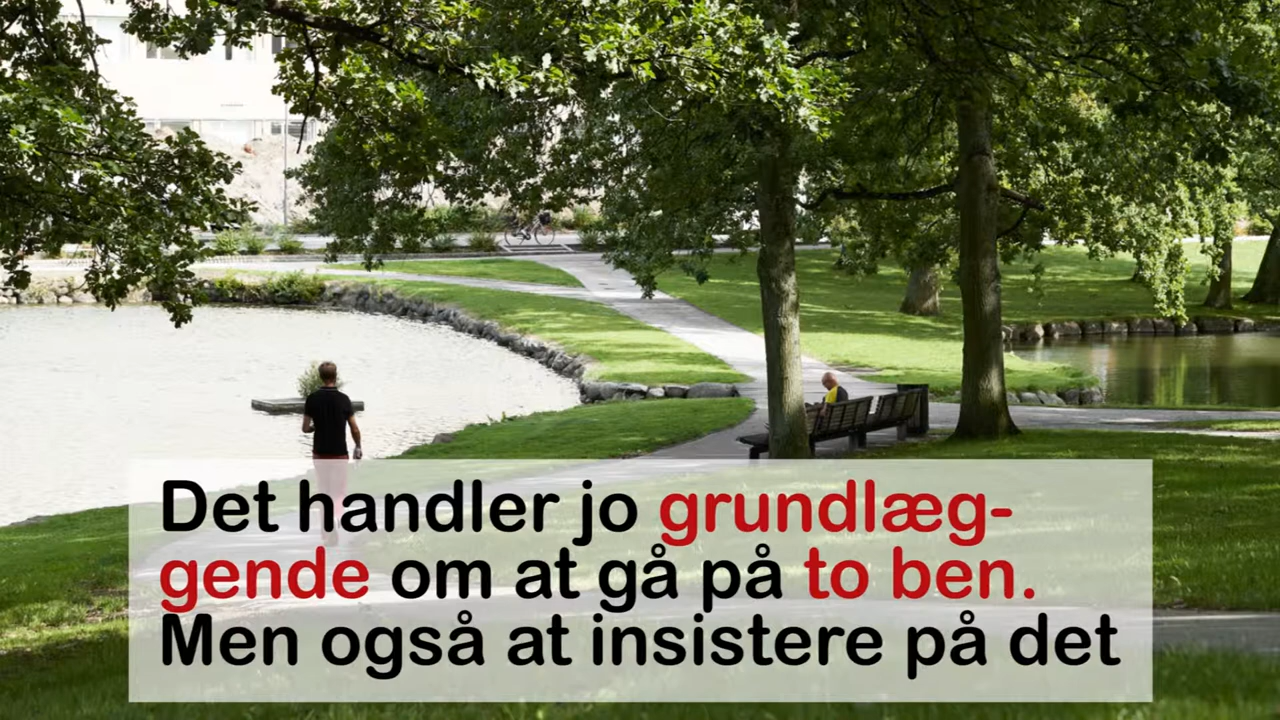 Det handler jo grundlæg-
gende om at gå på to ben.
Men også at insistere på det